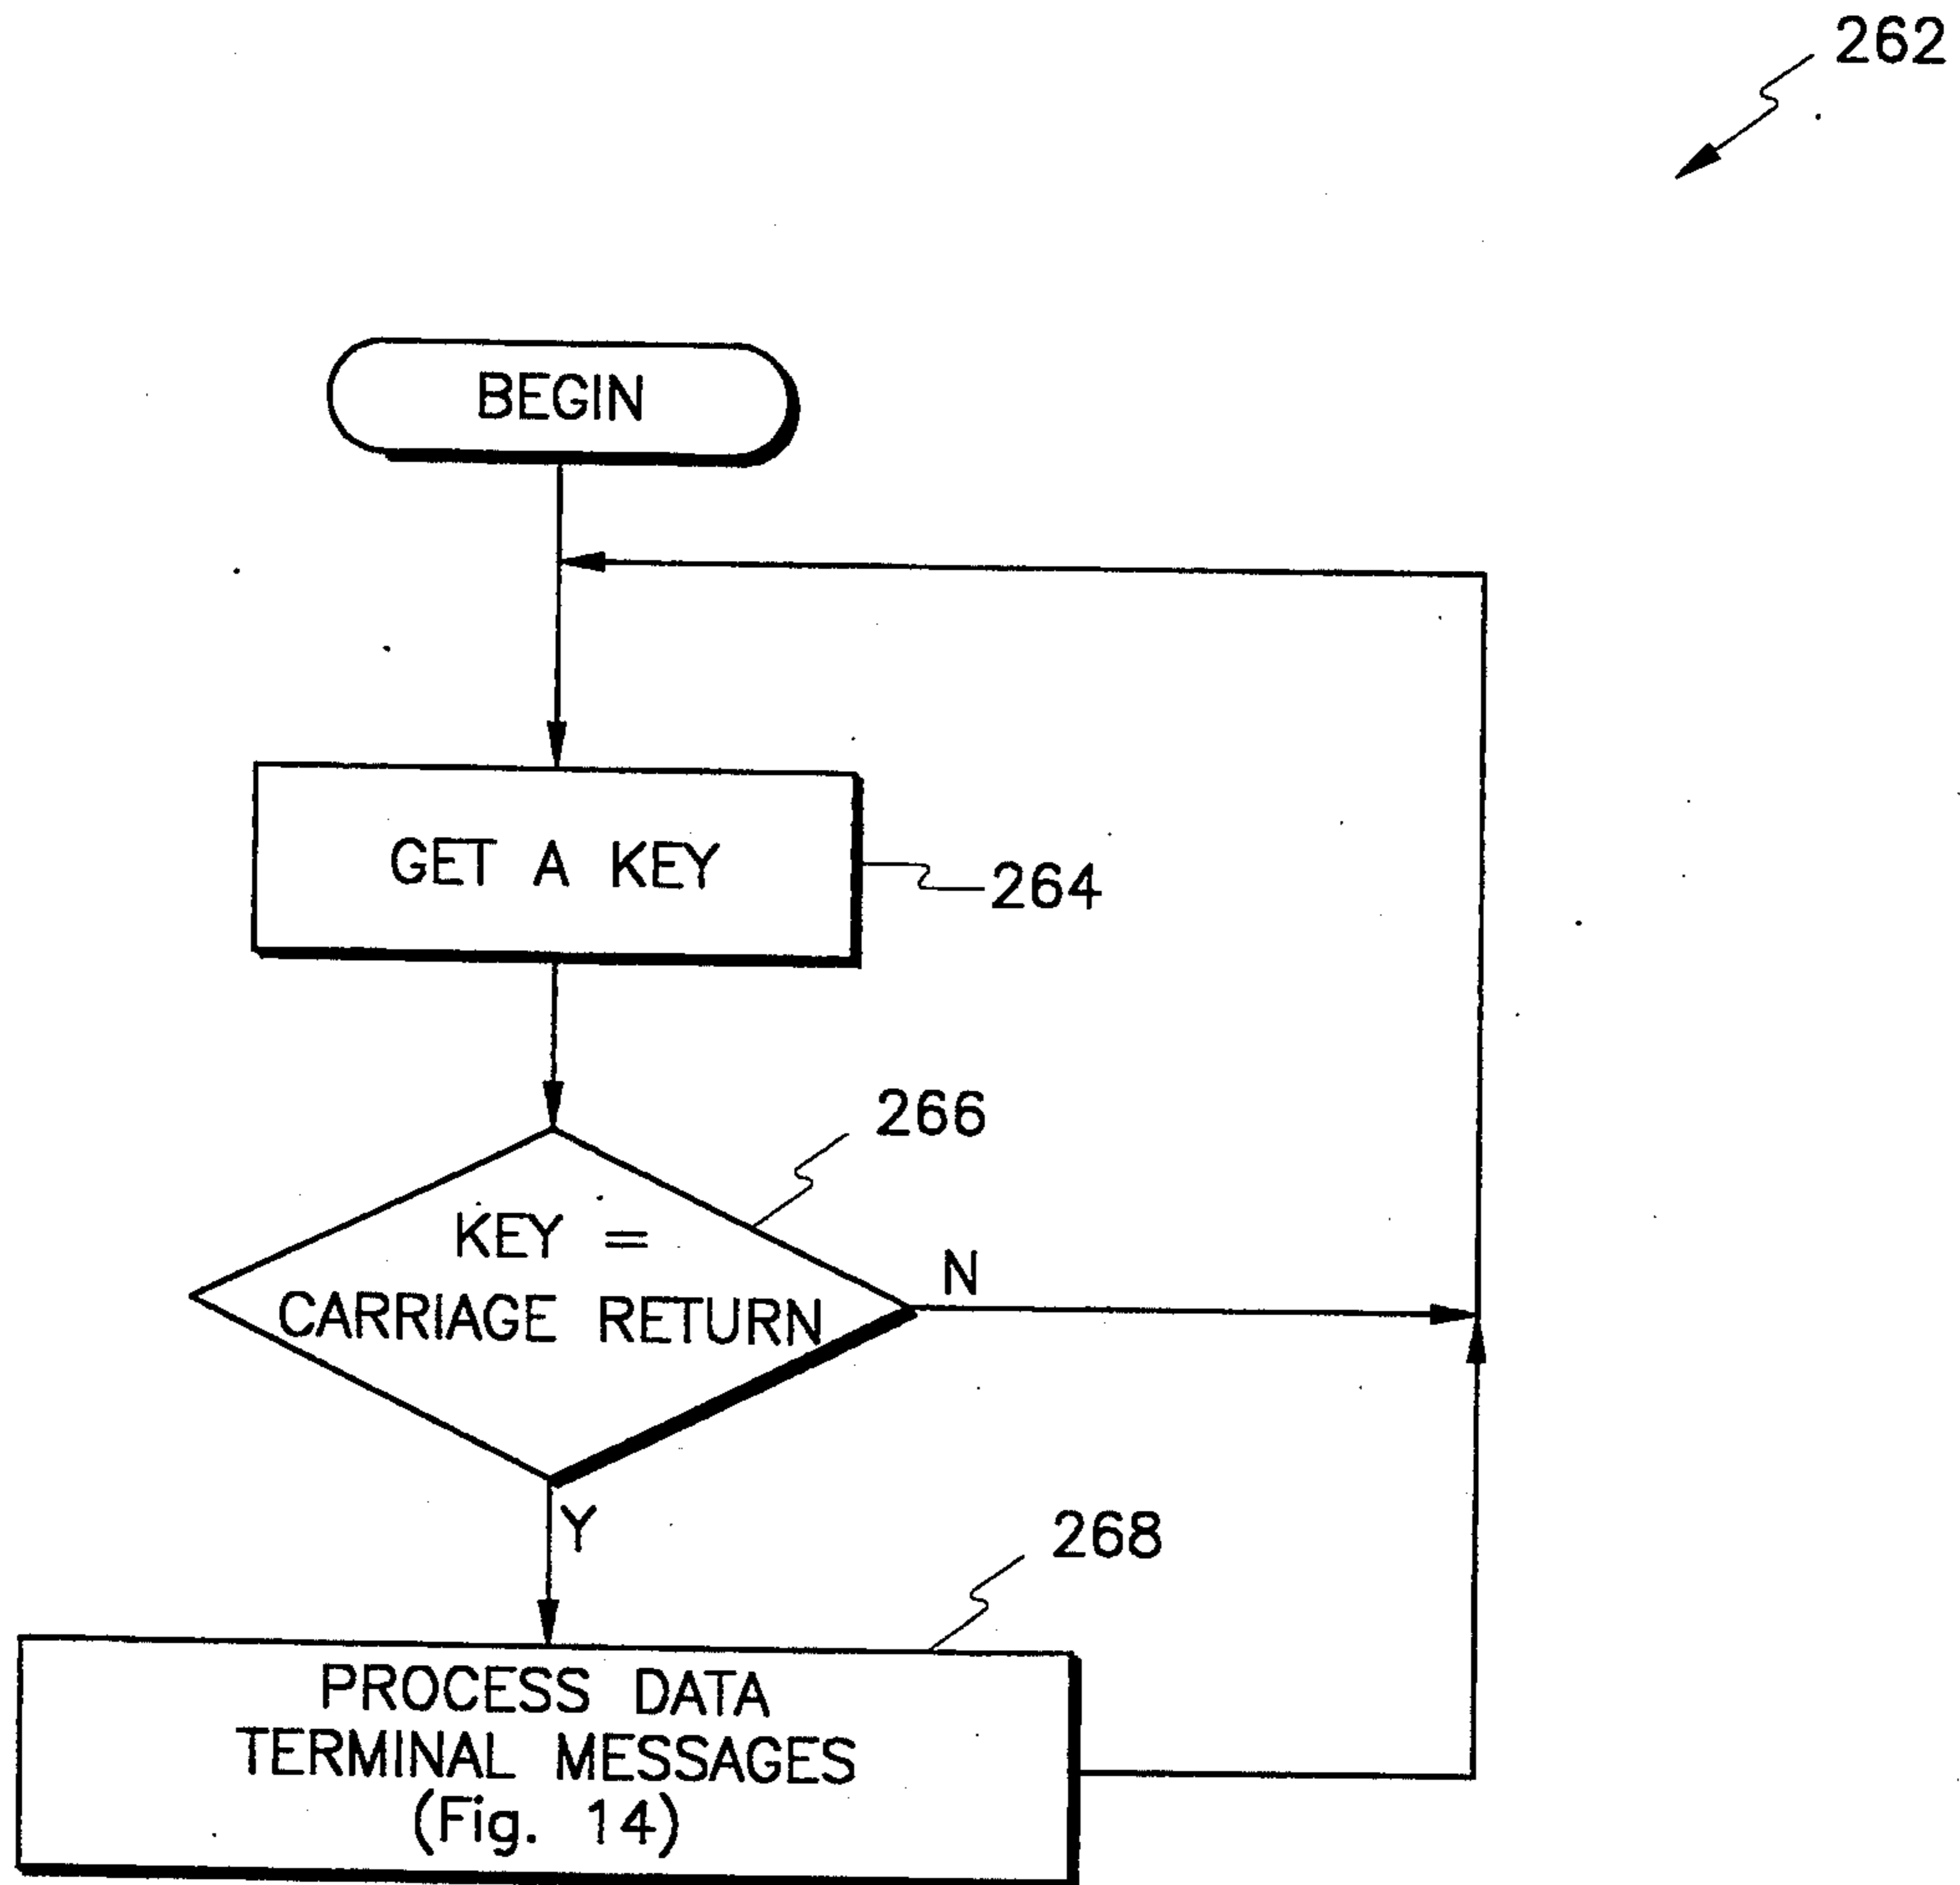 262
BEGIN
GET A KEY
264
266
KEY =
CARRIAGE RETURN
N
Y
268
PROCESS DATA
TERMINAL MESSAGES
(Fig. 14)